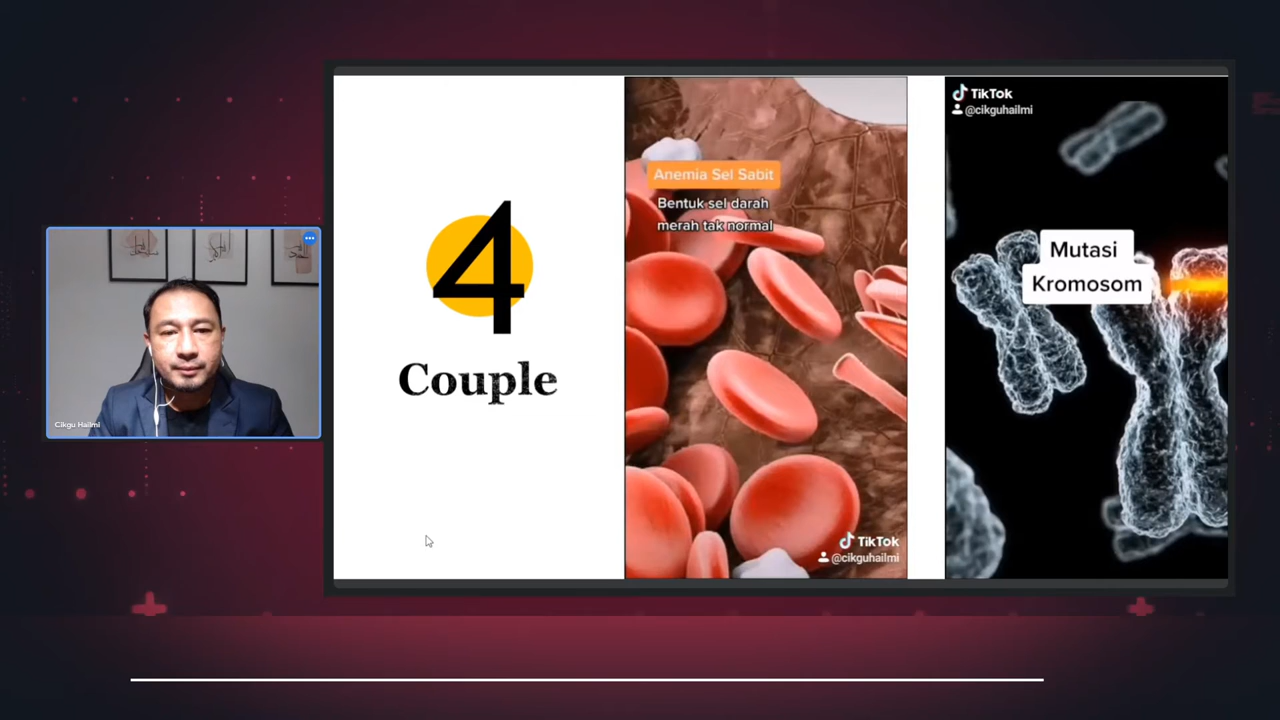 Cikgu Hailmi
4
Couple
Anemia Sel Sabit
Bentuk sel darah
merah tak normal
TikTok
@cikguhailmi
TikTok
@cikguhailmi
Mutasi
Kromosom